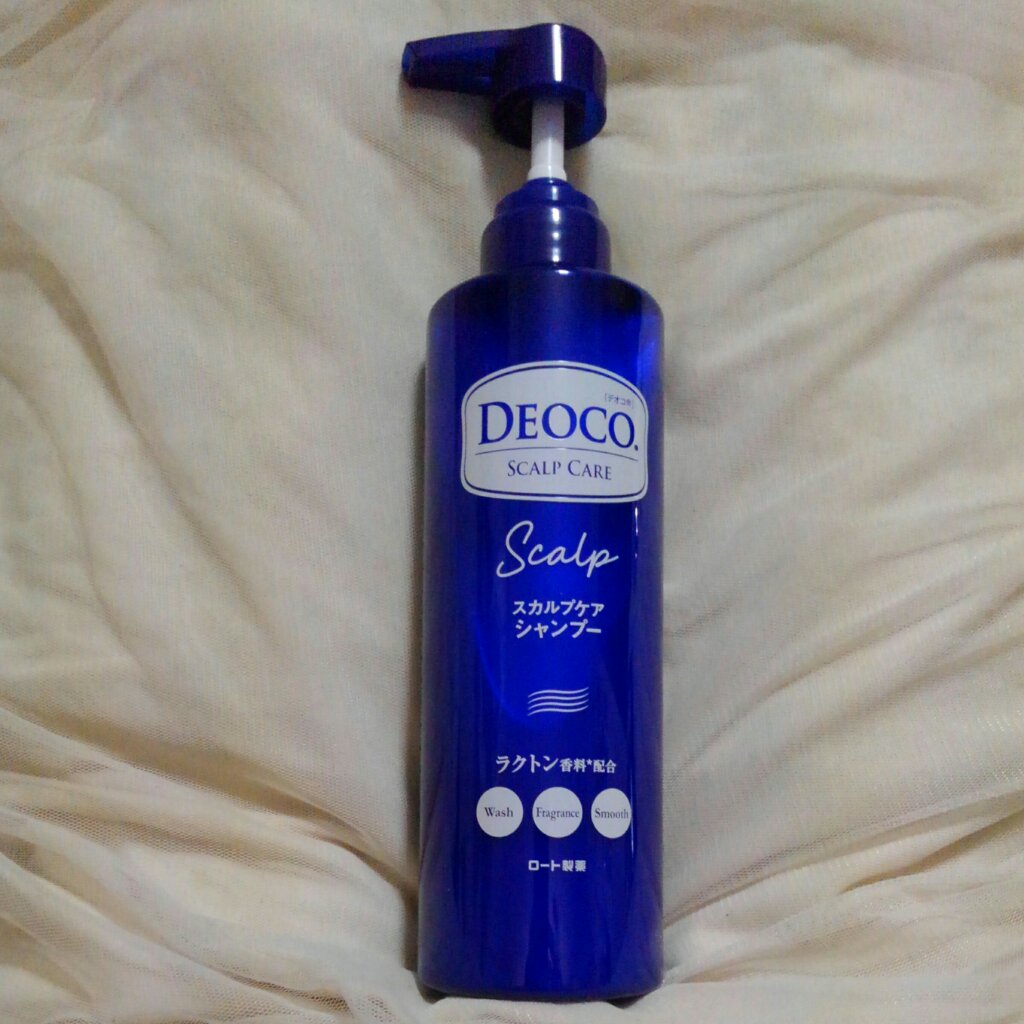 DEOCO.
(デオコ®)
SCALP CARE
Scalp
スカルプケア
シャンプー
ラクトン香料*配合
Wash Fragrance Smooth
ロート製薬